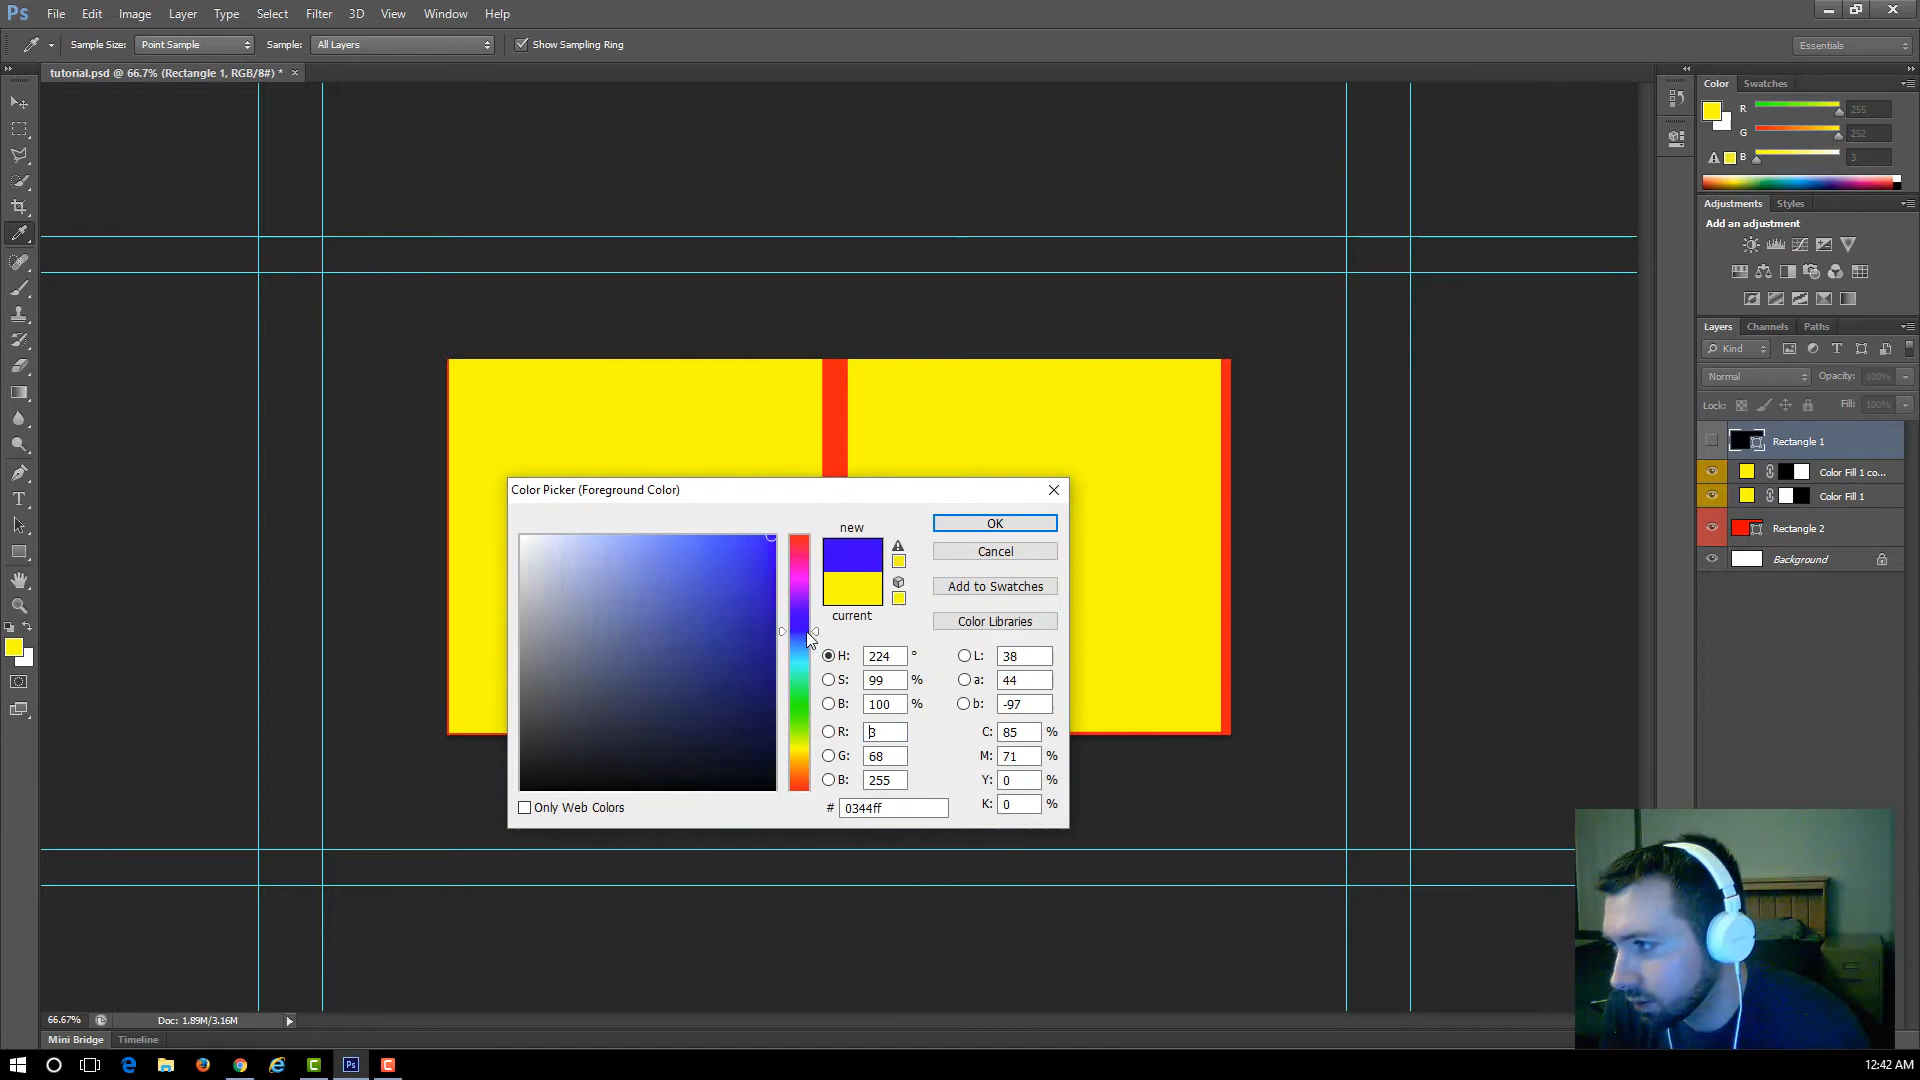 Ps File Edit Image Layer Type Select Filter 3D View Window Help
Sample Size: Point Sample Sample: All Layers Show Sampling Ring Essentials
tutorial.psd @ 66.7% (Rectangle 1, RGB/8#) * ×
Color Swatches
R 255
G 252
B 3
Adjustments Styles
Add an adjustment
Layers Channels Paths
Kind
Normal Opacity: 100%
Lock: Fill: 100%
Rectangle 1
Color Fill 1 co...
Color Fill 1
Rectangle 2
Background
Color Picker (Foreground Color)
new
current
OK
Cancel
Add to Swatches
Color Libraries
H: 224 ° L: 38
S: 99 % a: 44
B: 100 % b: -97
R: 3 C: 85 %
G: 68 M: 71 %
B: 255 Y: 0 %
# 0344ff K: 0 %
Only Web Colors
66.67% Doc: 1.89M/3.16M
Mini Bridge Timeline
12:42 AM